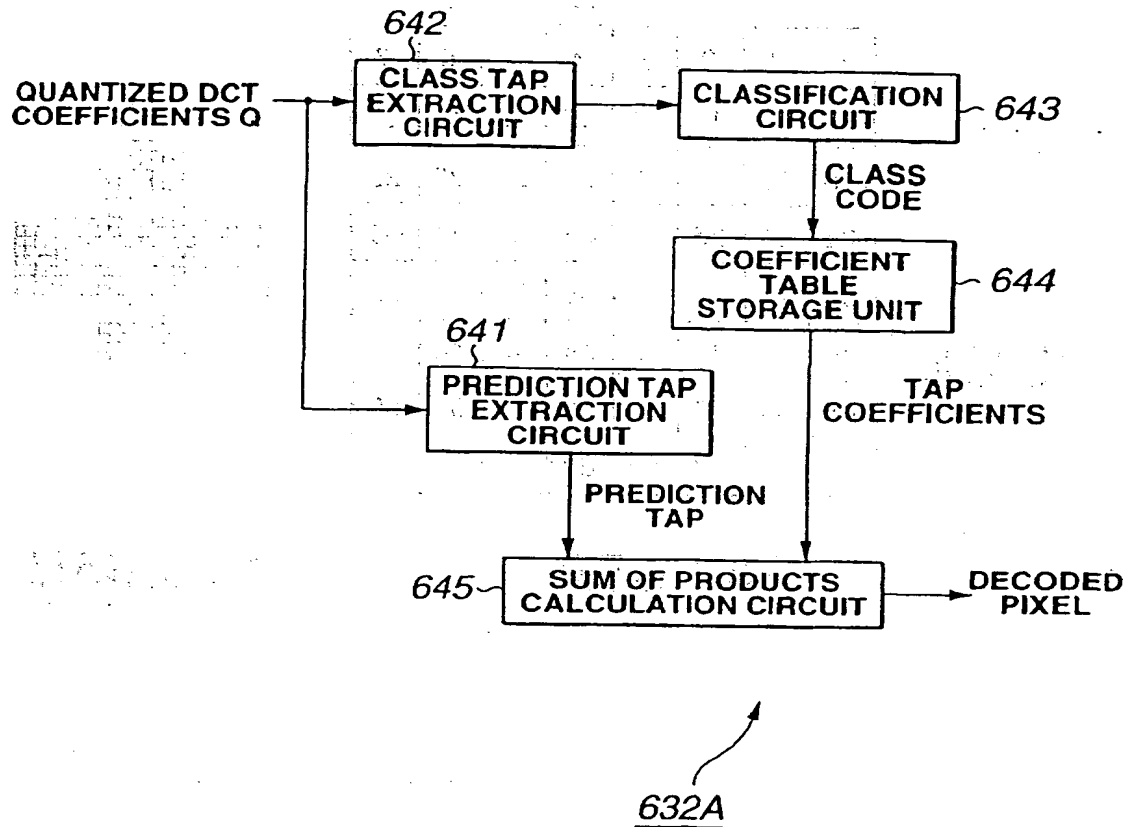 642
QUANTIZED DCT
COEFFICIENTS Q
CLASS TAP
EXTRACTION
CIRCUIT
CLASSIFICATION
CIRCUIT
643
CLASS
CODE
COEFFICIENT
TABLE
STORAGE UNIT
644
641
PREDICTION TAP
EXTRACTION
CIRCUIT
TAP
COEFFICIENTS
PREDICTION
TAP
645
SUM OF PRODUCTS
CALCULATION CIRCUIT
DECODED
PIXEL
632A